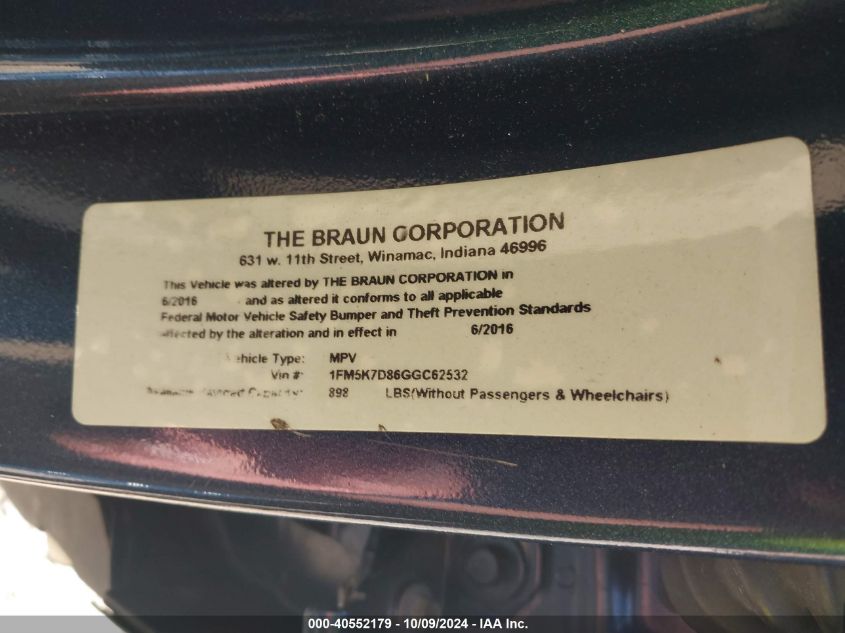 THE BRAUN CORPORATION
631 w. 11th Street, Winamac, Indiana 46996
This Vehicle was altered by THE BRAUN CORPORATION in
6/2016 and as altered it conforms to all applicable
Federal Motor Vehicle Safety Bumper and Theft Prevention Standards
affected by the alteration and in effect in 6/2016
Vehicle Type: MPV
Vin #: 1FM5K7D86GGC62532
898 LBS(Without Passengers & Wheelchairs)
000-40552179 - 10/09/2024 - IAA Inc.